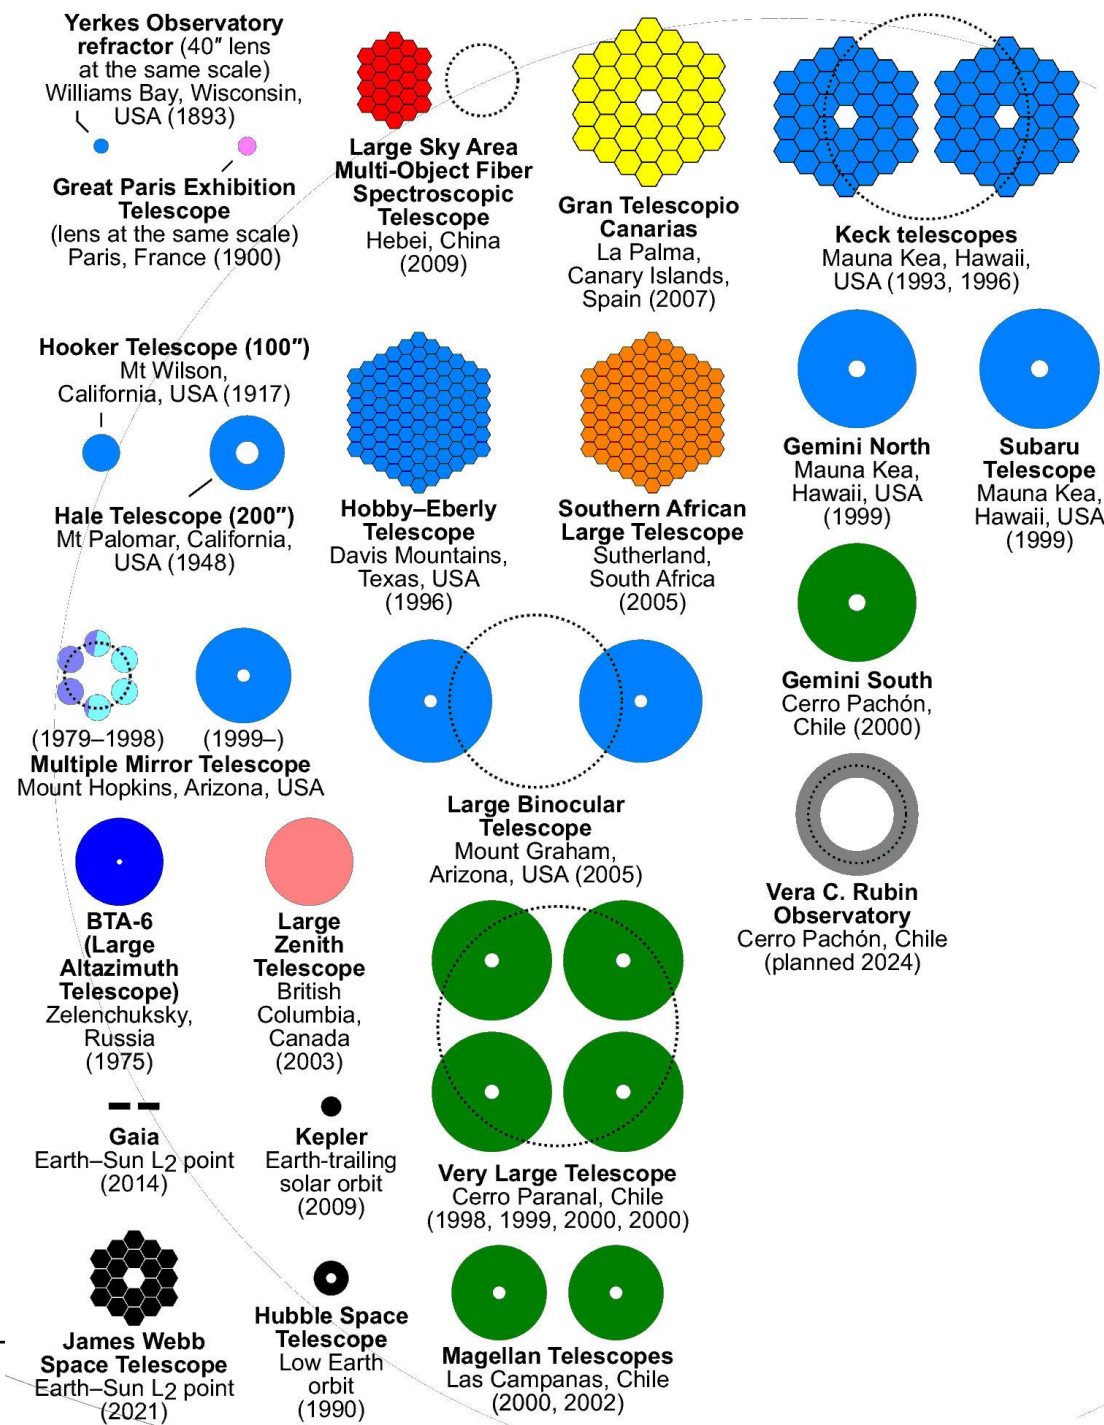 Yerkes Observatory
refractor (40″ lens
at the same scale)
Williams Bay, Wisconsin,
USA (1893)
Great Paris Exhibition
Telescope
(lens at the same scale)
Paris, France (1900)
Large Sky Area
Multi-Object Fiber
Spectroscopic
Telescope
Hebei, China
(2009)
Gran Telescopio
Canarias
La Palma,
Canary Islands,
Spain (2007)
Keck telescopes
Mauna Kea, Hawaii,
USA (1993, 1996)
Hooker Telescope (100″)
Mt Wilson,
California, USA (1917)
Hale Telescope (200″)
Mt Palomar, California,
USA (1948)
Hobby–Eberly
Telescope
Davis Mountains,
Texas, USA
(1996)
Southern African
Large Telescope
Sutherland,
South Africa
(2005)
Gemini North
Mauna Kea,
Hawaii, USA
(1999)
Subaru
Telescope
Mauna Kea,
Hawaii, USA
(1999)
Gemini South
Cerro Pachón,
Chile (2000)
(1979–1998) (1999–)
Multiple Mirror Telescope
Mount Hopkins, Arizona, USA
Large Binocular
Telescope
Mount Graham,
Arizona, USA (2005)
Vera C. Rubin
Observatory
Cerro Pachón, Chile
(planned 2024)
BTA-6
(Large
Altazimuth
Telescope)
Zelenchuksky,
Russia
(1975)
Large
Zenith
Telescope
British
Columbia,
Canada
(2003)
Gaia
Earth–Sun L2 point
(2014)
Kepler
Earth-trailing
solar orbit
(2009)
Very Large Telescope
Cerro Paranal, Chile
(1998, 1999, 2000, 2000)
James Webb
Space Telescope
Earth–Sun L2 point
(2021)
Hubble Space
Telescope
Low Earth
orbit
(1990)
Magellan Telescopes
Las Campanas, Chile
(2000, 2002)